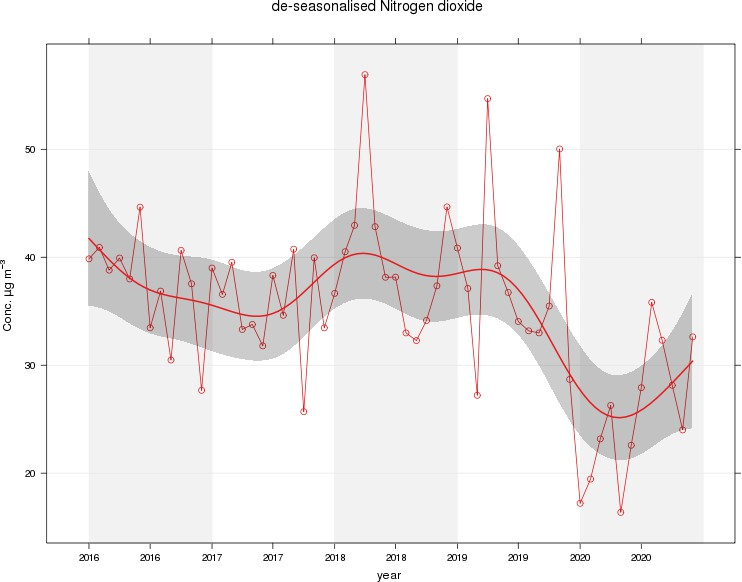 de-seasonalised Nitrogen dioxide
Conc. µg m⁻³
50
40
30
20
2016 2016 2017 2017 2018 2018 2019 2019 2020 2020
year